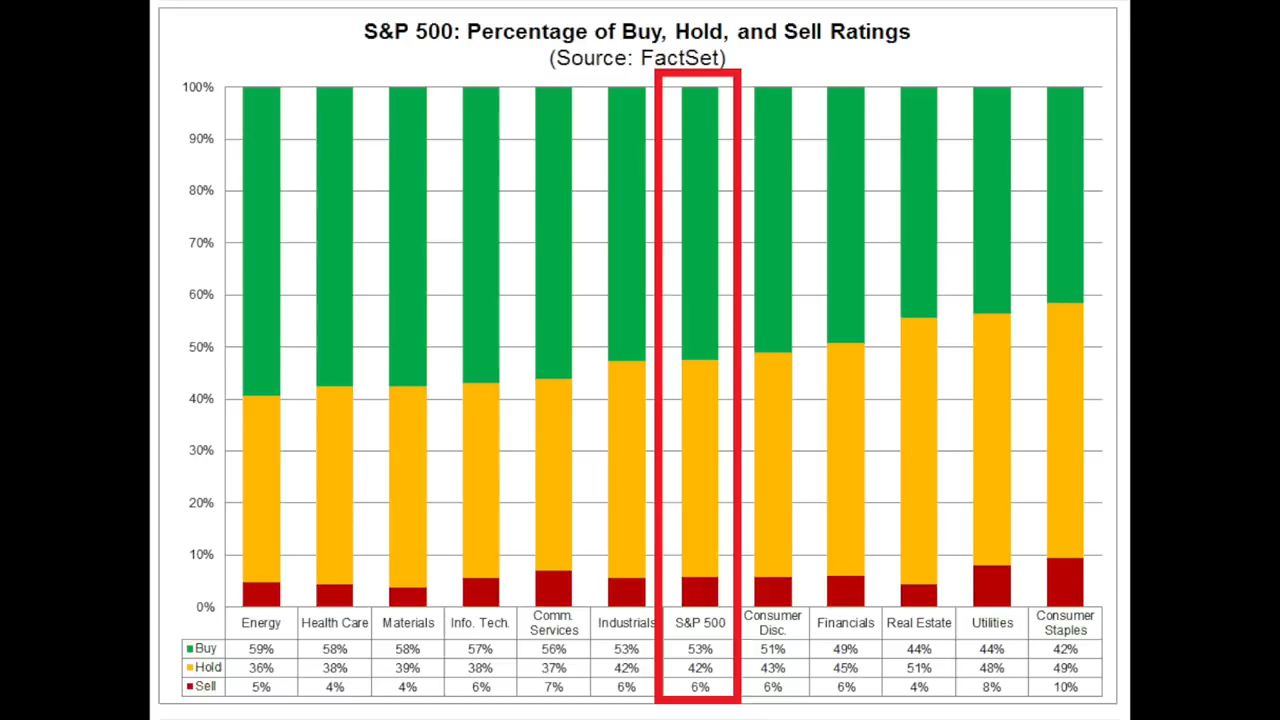 S&P 500: Percentage of Buy, Hold, and Sell Ratings
(Source: FactSet)
100%
90%
80%
70%
60%
50%
40%
30%
20%
10%
0%
Energy Health Care Materials Info. Tech. Comm. Services Industrials S&P 500 Consumer Disc. Financials Real Estate Utilities Consumer Staples
Buy 59% 58% 58% 57% 56% 53% 53% 51% 49% 44% 44% 42%
Hold 36% 38% 39% 38% 37% 42% 42% 43% 45% 51% 48% 49%
Sell 5% 4% 4% 6% 7% 6% 6% 6% 6% 4% 8% 10%